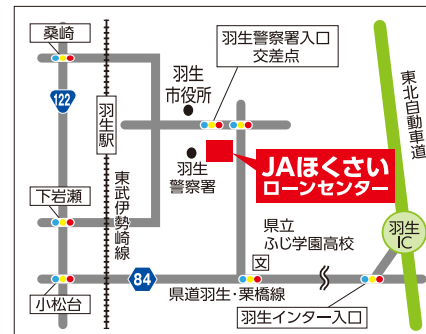 桑崎
羽生警察署入口
交差点
羽生
市役所
122
羽生駅
東北自動車道
JAほくさい
ローンセンター
羽生
警察署
東武伊勢崎線
下岩瀬
県立
ふじ学園高校
羽生
IC
文
84
県道羽生・栗橋線
小松台
羽生インター入口